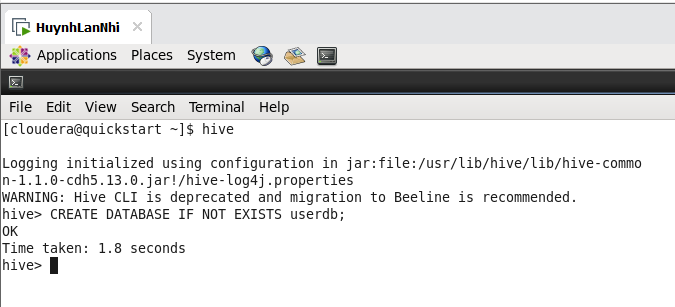 HuynhLanNhi
Applications Places System
File Edit View Search Terminal Help
[cloudera@quickstart ~]$ hive
Logging initialized using configuration in jar:file:/usr/lib/hive/lib/hive-commo
n-1.1.0-cdh5.13.0.jar!/hive-log4j.properties
WARNING: Hive CLI is deprecated and migration to Beeline is recommended.
hive> CREATE DATABASE IF NOT EXISTS userdb;
OK
Time taken: 1.8 seconds
hive>